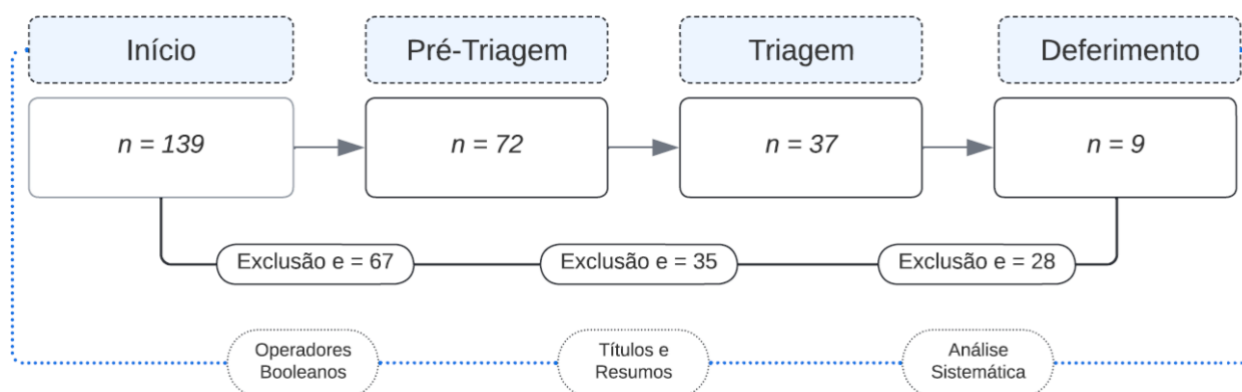 Início
Pré-Triagem
Triagem
Deferimento
n = 139
n = 72
n = 37
n = 9
Exclusão e = 67
Exclusão e = 35
Exclusão e = 28
Operadores
Booleanos
Títulos e
Resumos
Análise
Sistemática